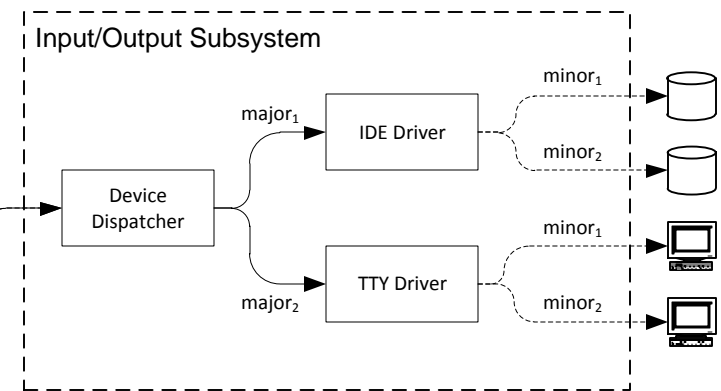 Input/Output Subsystem
minor₁
major₁
IDE Driver
minor₂
Device
Dispatcher
minor₁
TTY Driver
major₂
minor₂